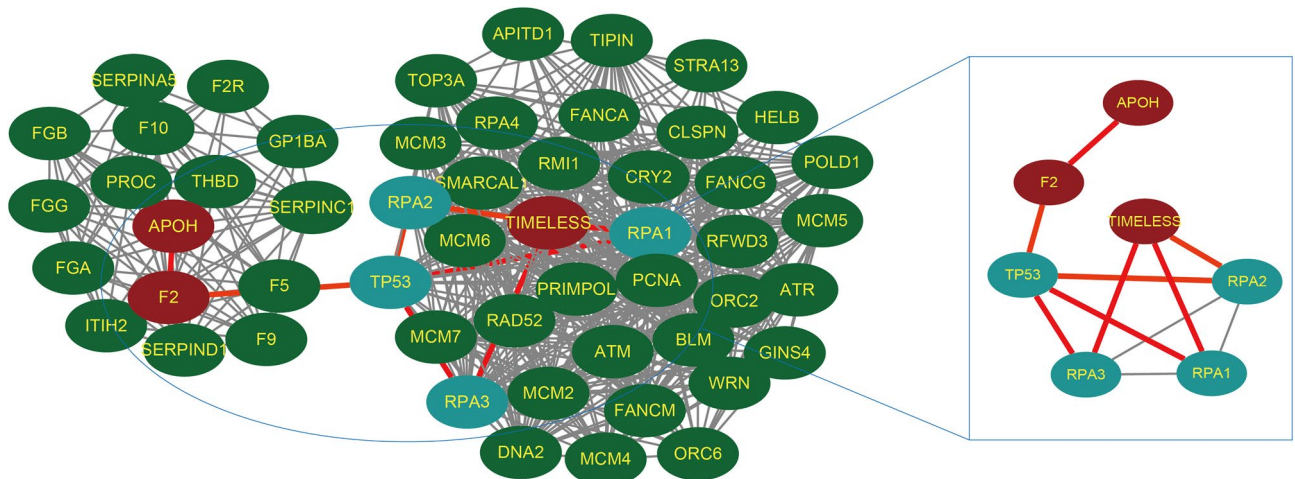 APITD1
TIPIN
STRA13
SERPINA5
F2R
TOP3A
HELB
FGB
F10
GP1BA
MCM3
RPA4
FANCA
CLSPN
POLD1
PROC
THBD
SMARCAL1
RMI1
CRY2
FANCG
FGG
APOH
SERPINC1
RPA2
TIMELESS
RPA1
MCM5
MCM6
RFWD3
FGA
F2
F5
TP53
PRIMPOL
PCNA
ORC2
ATR
ITIH2
SERPIND1
F9
MCM7
RAD52
ATM
BLM
GINS4
RPA3
MCM2
FANCM
WRN
DNA2
MCM4
ORC6
APOH
F2
TIMELESS
TP53
RPA2
RPA3
RPA1